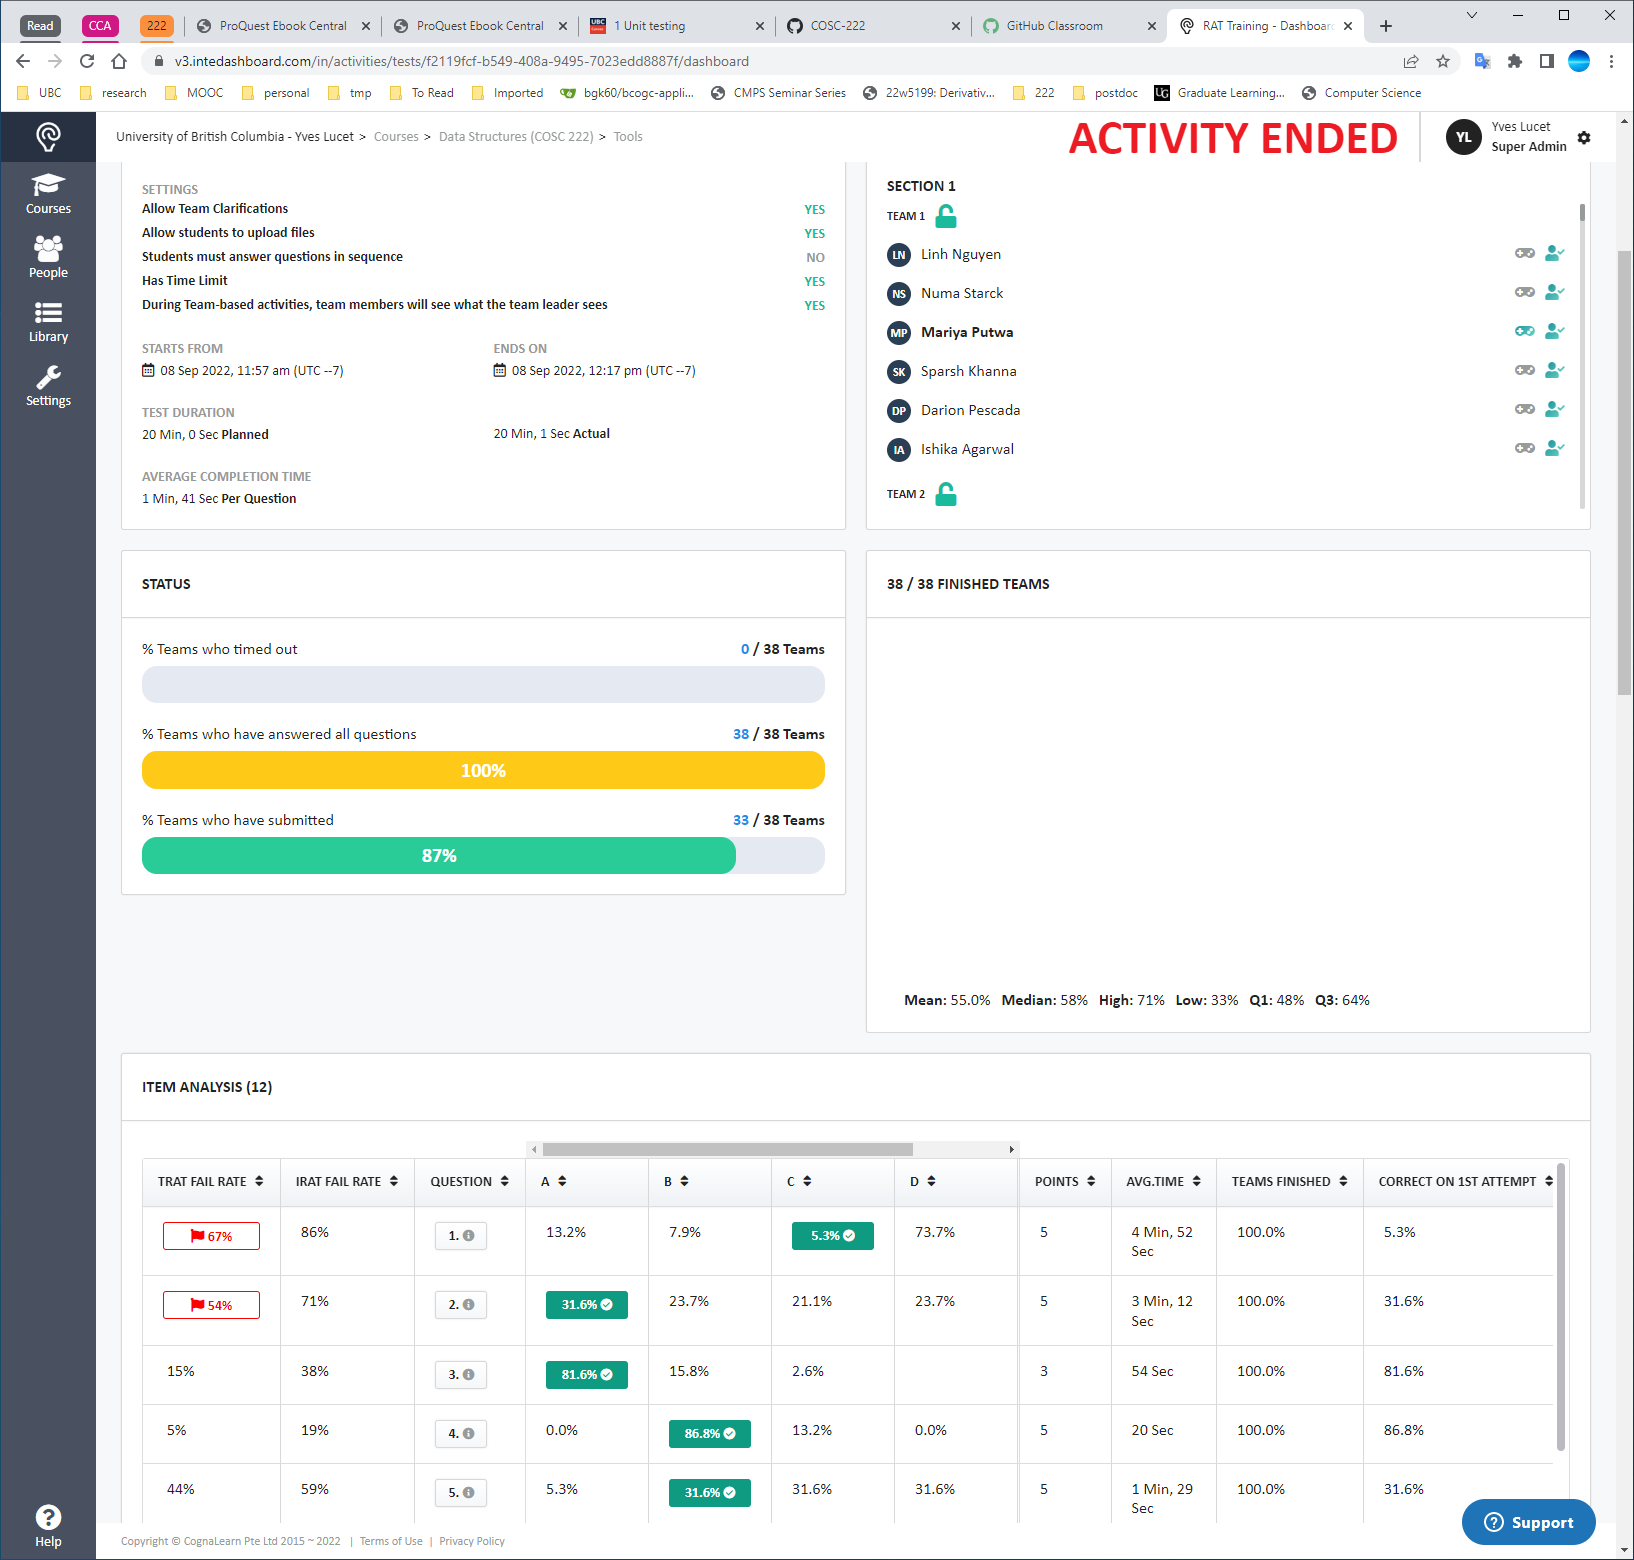 Read CCA 222 ProQuest Ebook Central ProQuest Ebook Central 1 Unit testing COSC-222 GitHub Classroom RAT Training - Dashboard
v3.intedashboard.com/in/activities/tests/f2119fcf-b549-408a-9495-7023edd8887f/dashboard
UBC research MOOC personal tmp To Read Imported bgk60/bcogc-appli... CMPS Seminar Series 22w5199: Derivativ... 222 postdoc UG Graduate Learning... Computer Science
University of British Columbia - Yves Lucet > Courses > Data Structures (COSC 222) > Tools
ACTIVITY ENDED
YL Yves Lucet
Super Admin
Courses
People
Library
Settings
Help
SETTINGS
Allow Team Clarifications YES
Allow students to upload files YES
Students must answer questions in sequence NO
Has Time Limit YES
During Team-based activities, team members will see what the team leader sees YES
STARTS FROM ENDS ON
08 Sep 2022, 11:57 am (UTC --7) 08 Sep 2022, 12:17 pm (UTC --7)
TEST DURATION
20 Min, 0 Sec Planned 20 Min, 1 Sec Actual
AVERAGE COMPLETION TIME
1 Min, 41 Sec Per Question
SECTION 1
TEAM 1
LN Linh Nguyen
NS Numa Starck
MP Mariya Putwa
SK Sparsh Khanna
DP Darion Pescada
IA Ishika Agarwal
TEAM 2
STATUS
% Teams who timed out 0 / 38 Teams
% Teams who have answered all questions 38 / 38 Teams
100%
% Teams who have submitted 33 / 38 Teams
87%
38 / 38 FINISHED TEAMS
Mean: 55.0% Median: 58% High: 71% Low: 33% Q1: 48% Q3: 64%
ITEM ANALYSIS (12)
TRAT FAIL RATE IRAT FAIL RATE QUESTION A B C D POINTS AVG.TIME TEAMS FINISHED CORRECT ON 1ST ATTEMPT
67% 86% 1. 13.2% 7.9% 5.3% 73.7% 5 4 Min, 52 Sec 100.0% 5.3%
54% 71% 2. 31.6% 23.7% 21.1% 23.7% 5 3 Min, 12 Sec 100.0% 31.6%
15% 38% 3. 81.6% 15.8% 2.6% 3 54 Sec 100.0% 81.6%
5% 19% 4. 0.0% 86.8% 13.2% 0.0% 5 20 Sec 100.0% 86.8%
44% 59% 5. 5.3% 31.6% 31.6% 31.6% 5 1 Min, 29 Sec 100.0% 31.6%
Support
Copyright © CognaLearn Pte Ltd 2015 ~ 2022 | Terms of Use | Privacy Policy